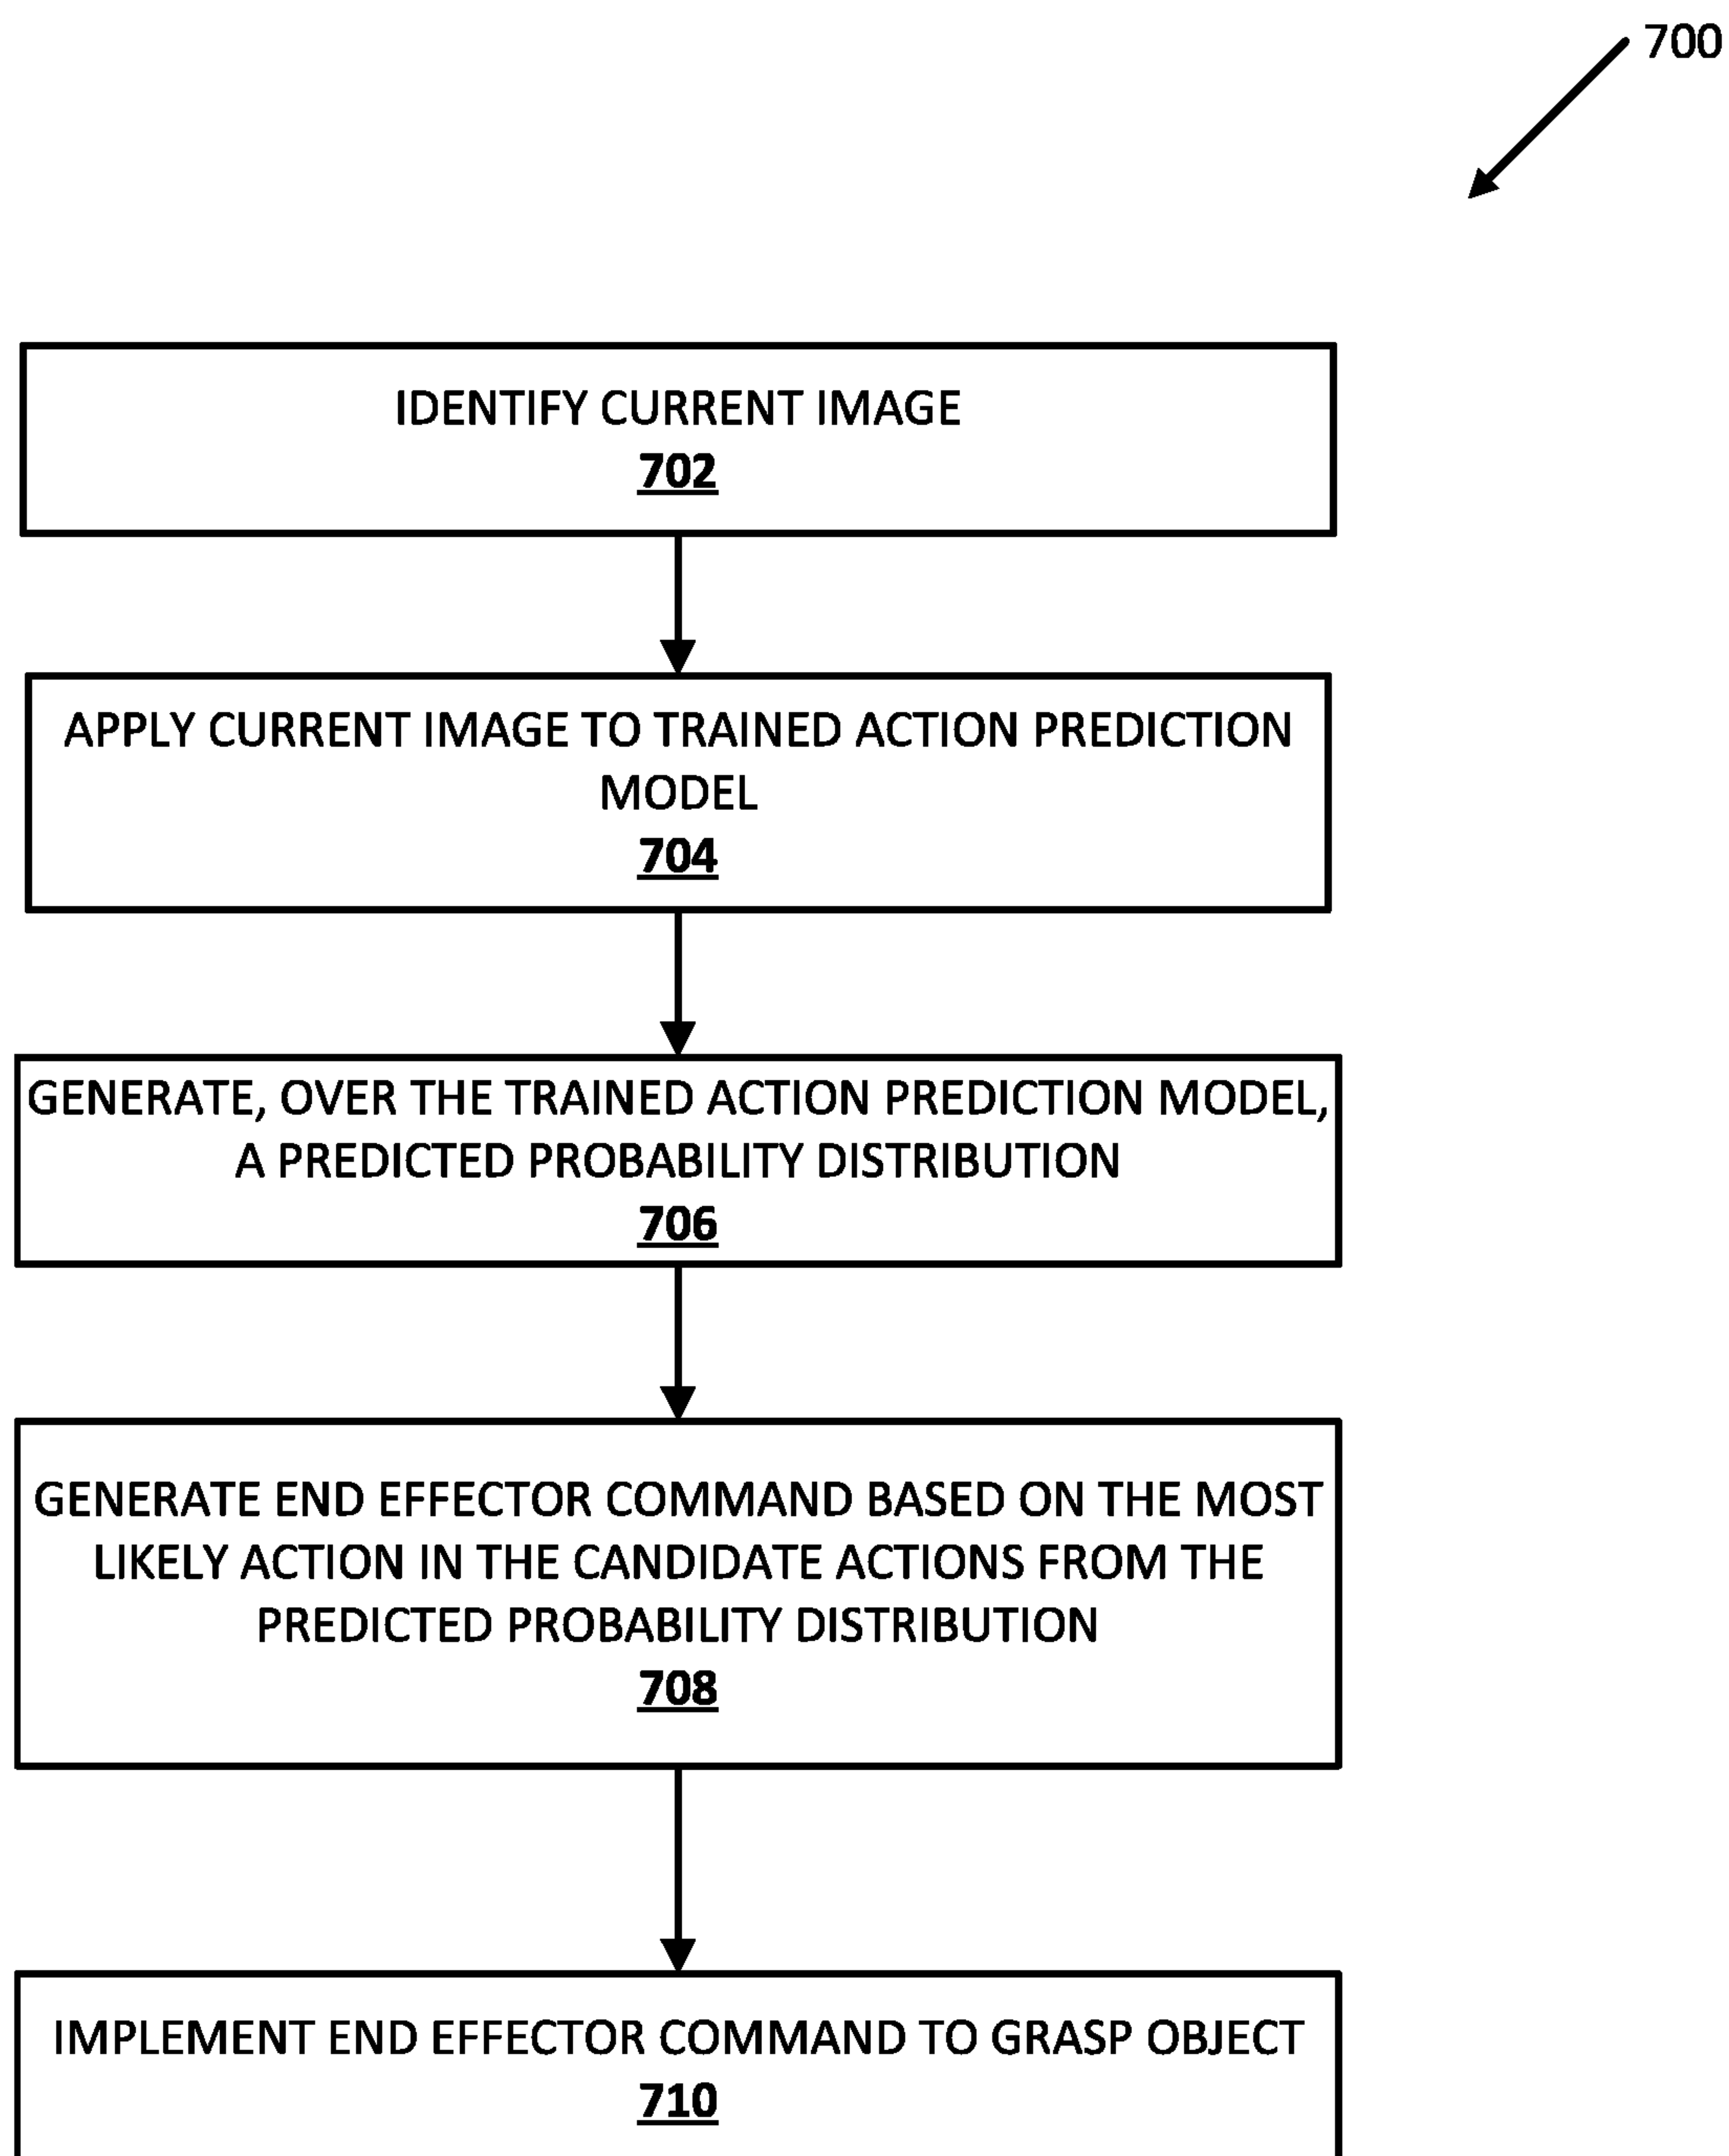 700
IDENTIFY CURRENT IMAGE
702
APPLY CURRENT IMAGE TO TRAINED ACTION PREDICTION
MODEL
704
GENERATE, OVER THE TRAINED ACTION PREDICTION MODEL,
A PREDICTED PROBABILITY DISTRIBUTION
706
GENERATE END EFFECTOR COMMAND BASED ON THE MOST
LIKELY ACTION IN THE CANDIDATE ACTIONS FROM THE
PREDICTED PROBABILITY DISTRIBUTION
708
IMPLEMENT END EFFECTOR COMMAND TO GRASP OBJECT
710